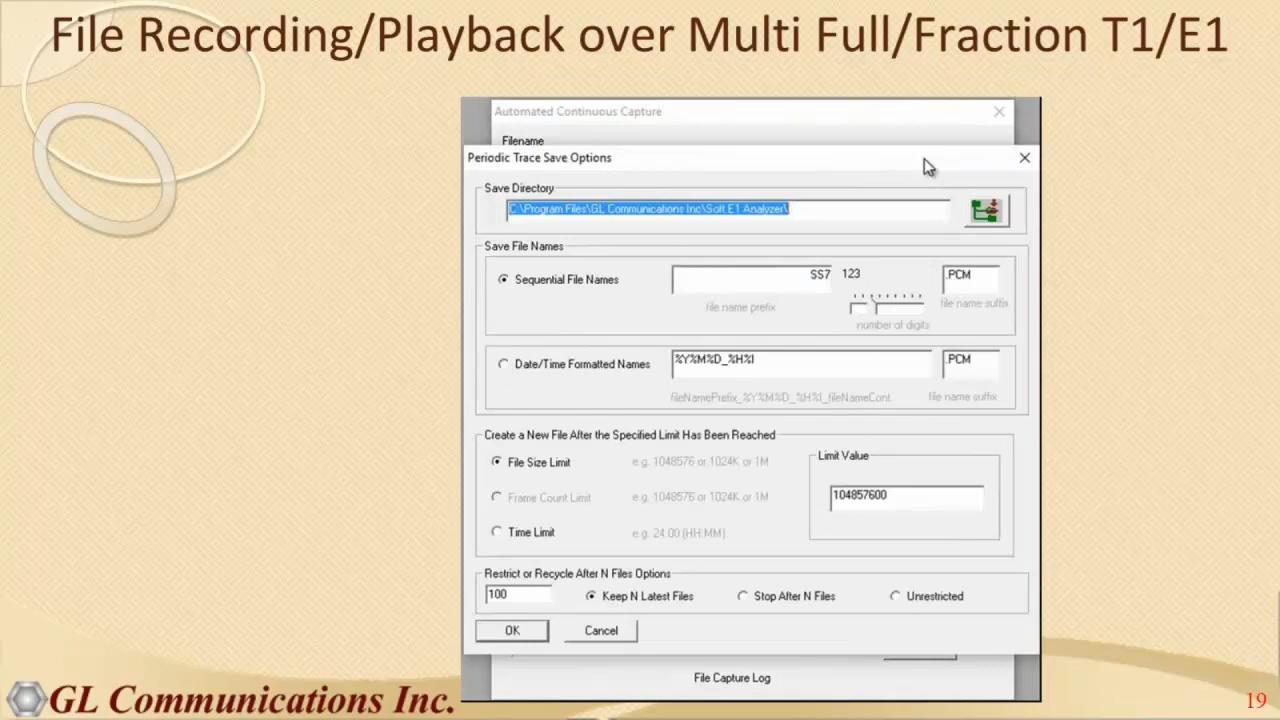 File Recording/Playback over Multi Full/Fraction T1/E1
Automated Continuous Capture
Filename
Periodic Trace Save Options
Save Directory
C:\Program Files\GL Communications Inc\Soft E1 Analyzer\
Save File Names
Sequential File Names SS7 123 .PCM
file name prefix number of digits file name suffix
Date/Time Formatted Names %Y%M%D_%H%I .PCM
fileNamePrefix_%Y%M%D_%H%I_fileNameCont. file name suffix
Create a New File After the Specified Limit Has Been Reached
File Size Limit e.g. 1048576 or 1024K or 1M
Limit Value
Frame Count Limit e.g. 1048576 or 1024K or 1M
104857600
Time Limit e.g. 24:00 (HH:MM)
Restrict or Recycle After N Files Options
100 Keep N Latest Files Stop After N Files Unrestricted
OK Cancel
File Capture Log
GL Communications Inc.
19